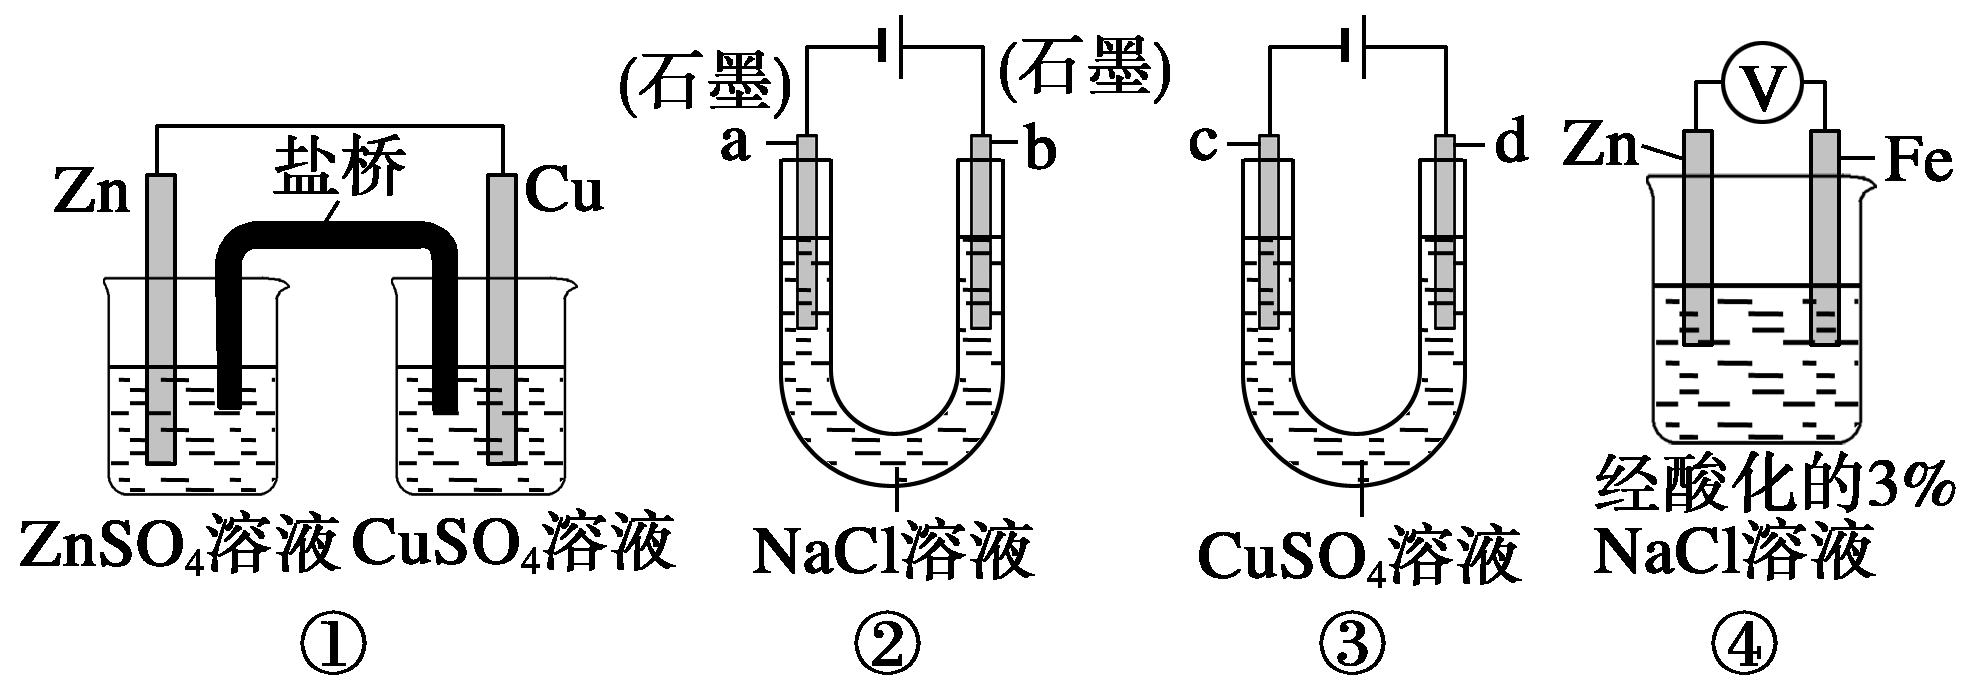 Zn
盐桥
Cu
ZnSO₄溶液
CuSO₄溶液
①
(石墨)
(石墨)
a
b
NaCl溶液
②
c
d
CuSO₄溶液
③
V
Zn
Fe
经酸化的3%
NaCl溶液
④